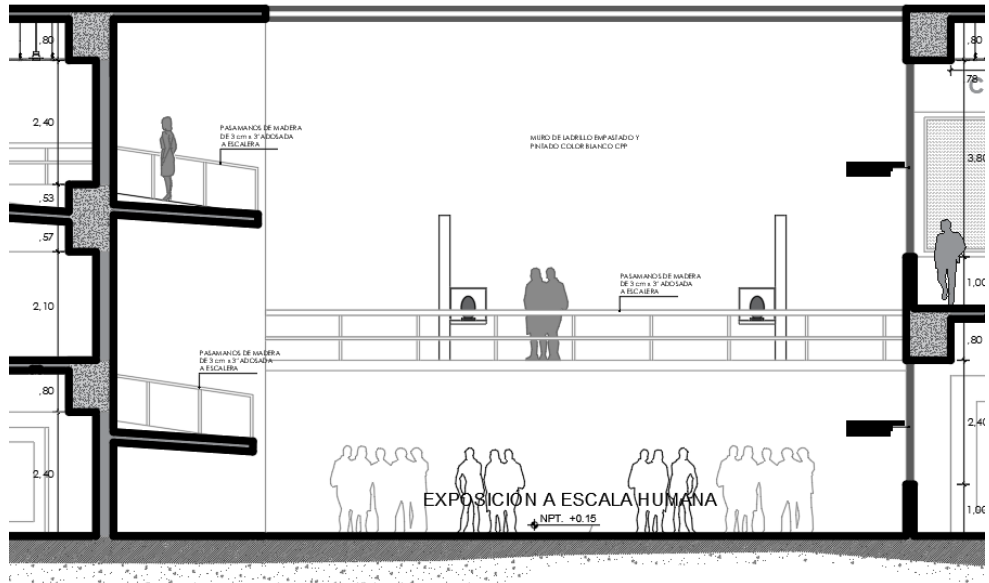 ,80
2,40
,53
,57
2,10
,80
2,40
PASAMANOS DE MADERA
DE 3 cm x 3" ADOSADA
A ESCALERA
MURO DE LADRILLO EMPASTADO Y
PINTADO COLOR BLANCO CPP
PASAMANOS DE MADERA
DE 3 cm x 3" ADOSADA
A ESCALERA
PASAMANOS DE MADERA
DE 3 cm x 3" ADOSADA
A ESCALERA
EXPOSICIÓN A ESCALA HUMANA
NPT. +0.15
,80
78
C
3,80
1,00
,80
2,40
1,00